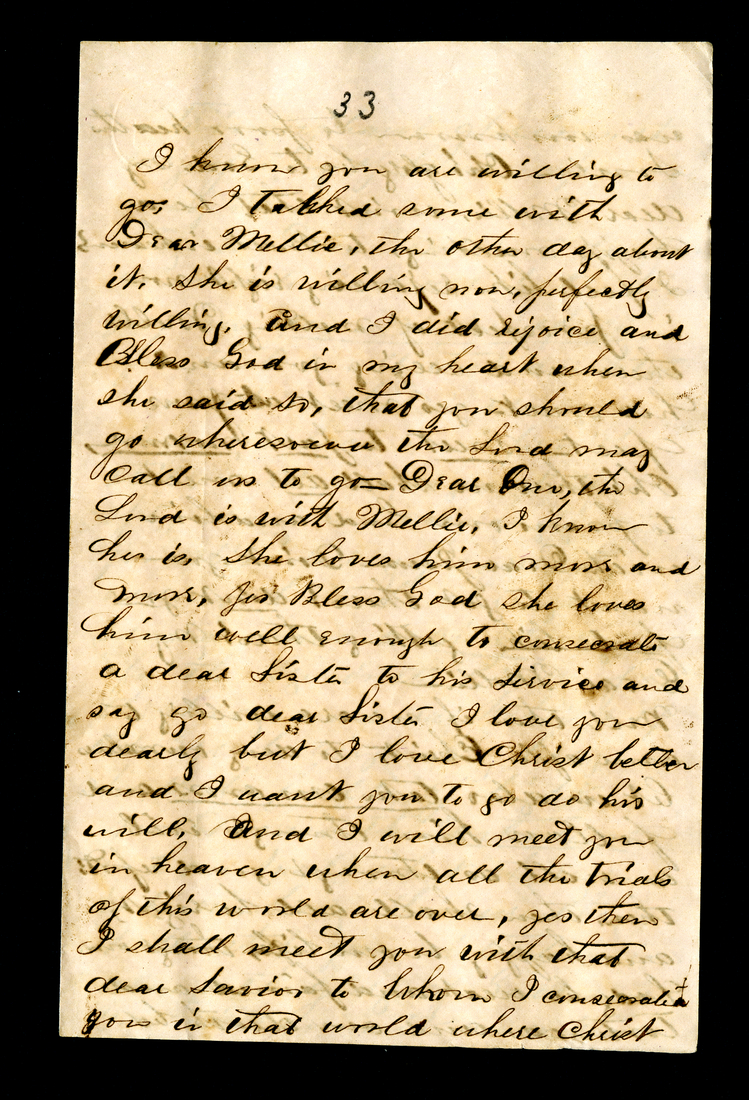 33
I know you are willing to
go, I talked some with
Dear Mellie, the other day about
it. She is willing now, perfectly
willing. And I did rejoice and
Bless God in my heart when
she said so, that you should
go wheresoever the Lord may
Call us to go = Dear One, the
Lord is with Mellie, I know
he is, She loves him more and
more, yes Bless God she loves
him well enough to consecrate
a dear Sister to his service and
say go dear Sister I love you
dearly but I love Christ better
and I want you to go do his
will, And I will meet you
in heaven when all the trials
of this world are over, yes then
I shall meet you with that
dear Savior to Whom I consecrated
you in that world where Christ